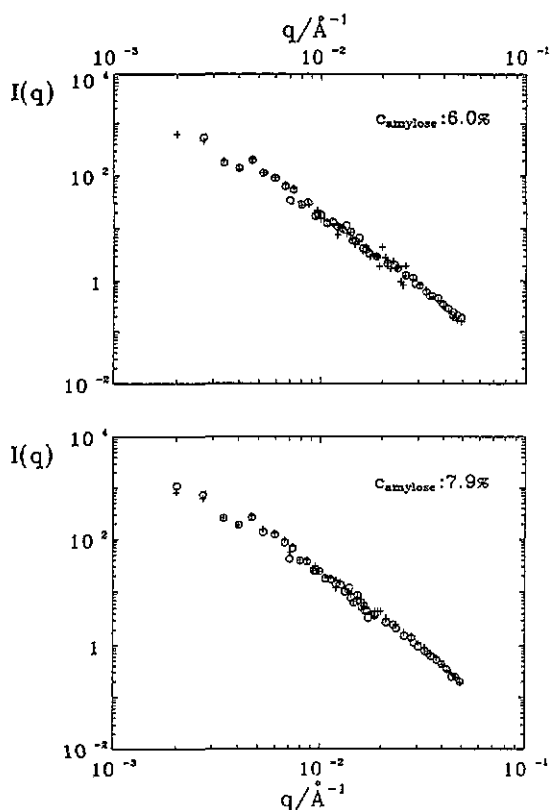 q/Å⁻¹
10⁻³ 10⁻² 10⁻¹
10⁴
I(q)
C_amylose :6.0%
10²
1
10⁻²
10⁴
I(q)
C_amylose :7.9%
10²
1
10⁻²
10⁻³ 10⁻² 10⁻¹
q/Å⁻¹